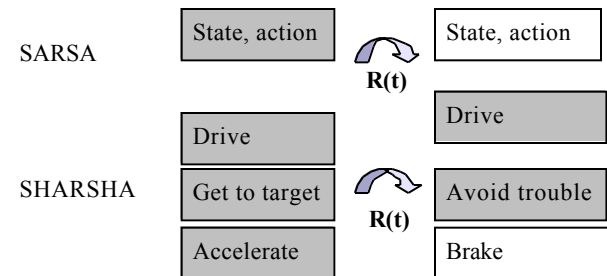 SARSA
State, action
R(t)
State, action
Drive
Drive
SHARSHA
Get to target
R(t)
Avoid trouble
Accelerate
Brake